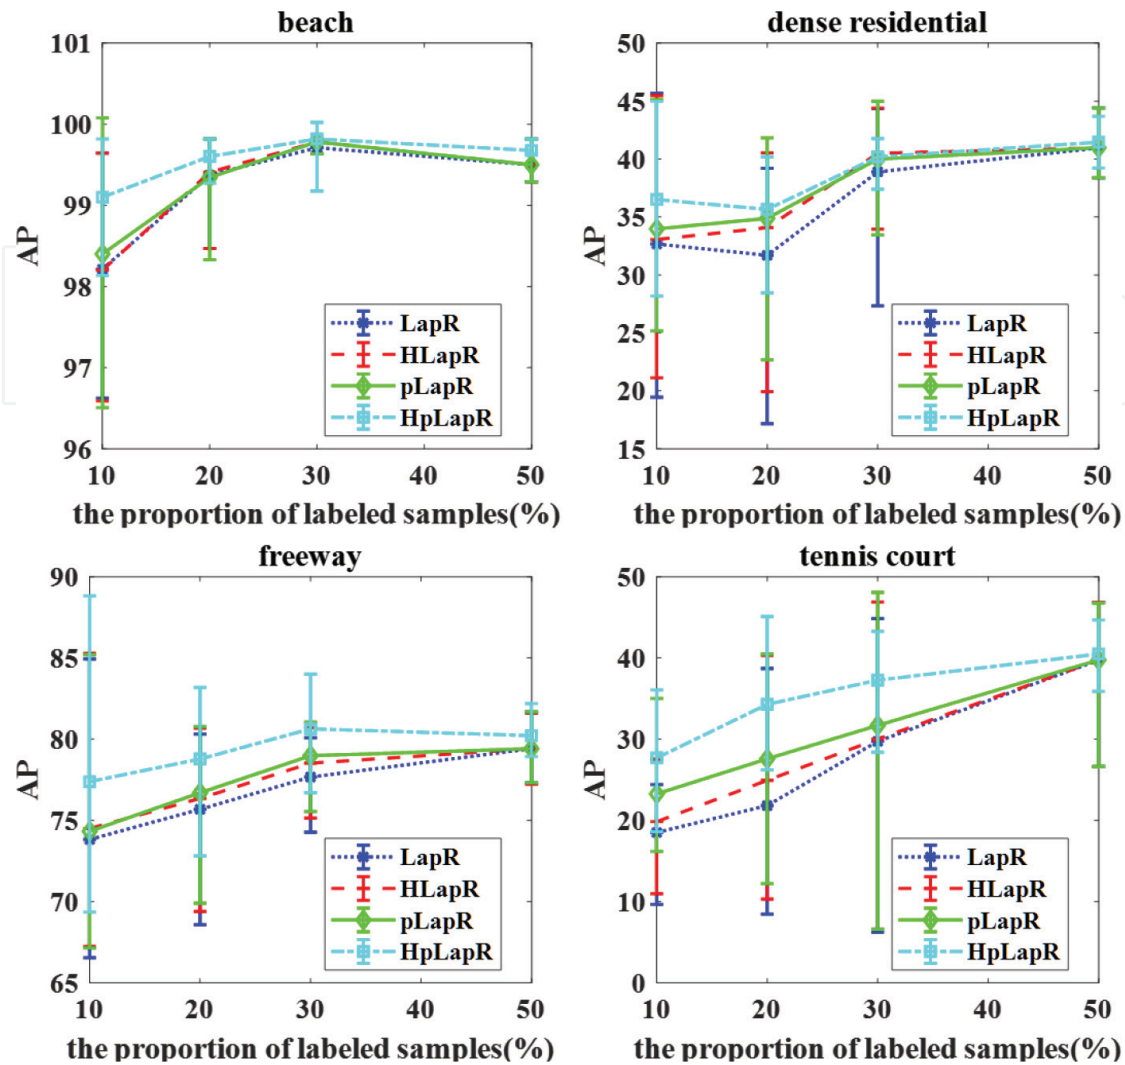 beach
101
100
99
98
97
96
AP
LapR
HLapR
pLapR
HpLapR
10 20 30 40 50
the proportion of labeled samples(%)
dense residential
50
45
40
35
30
25
20
15
AP
LapR
HLapR
pLapR
HpLapR
10 20 30 40 50
the proportion of labeled samples(%)
freeway
90
85
80
75
70
65
AP
LapR
HLapR
pLapR
HpLapR
10 20 30 40 50
the proportion of labeled samples(%)
tennis court
50
40
30
20
10
0
AP
LapR
HLapR
pLapR
HpLapR
10 20 30 40 50
the proportion of labeled samples(%)